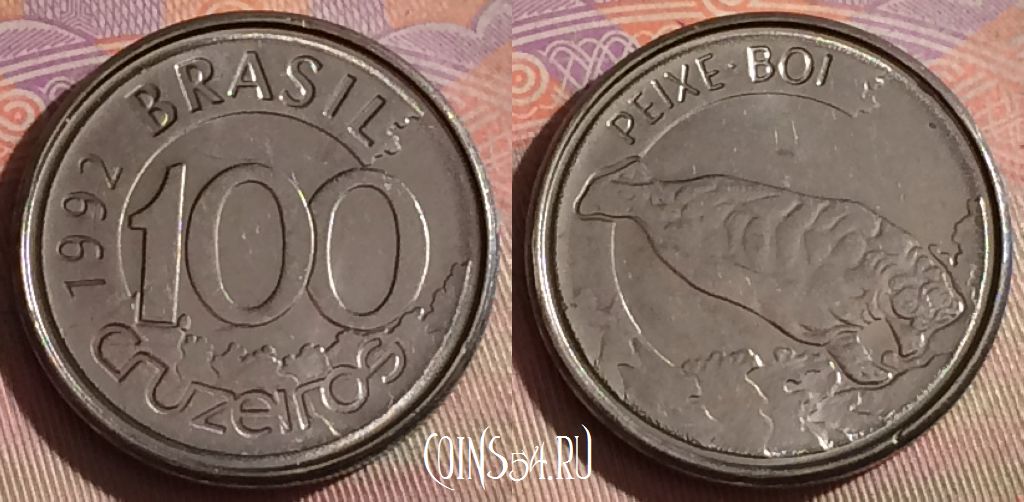 BRASIL
1992
100
cruzeiros
PEIXE·BOI
COINS54.RU